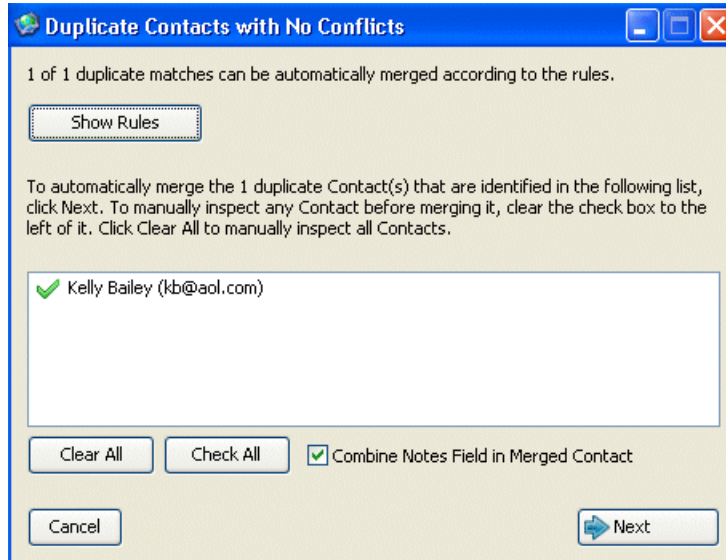 Duplicate Contacts with No Conflicts
1 of 1 duplicate matches can be automatically merged according to the rules.
Show Rules
To automatically merge the 1 duplicate Contact(s) that are identified in the following list,
click Next. To manually inspect any Contact before merging it, clear the check box to the
left of it. Click Clear All to manually inspect all Contacts.
Kelly Bailey (kb@aol.com)
Clear All
Check All
Combine Notes Field in Merged Contact
Cancel
Next